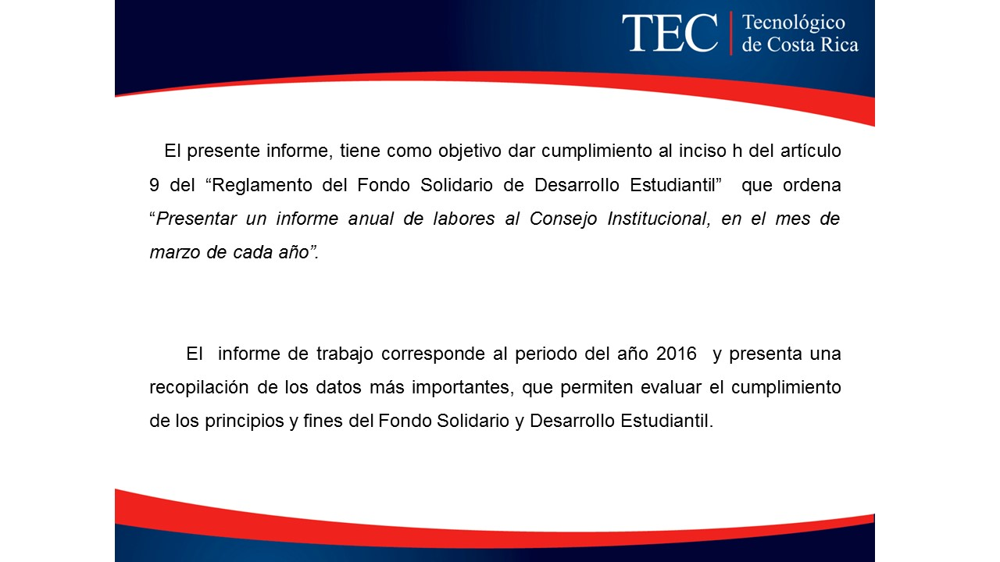 TEC Tecnológico
de Costa Rica
El presente informe, tiene como objetivo dar cumplimiento al inciso h del artículo
9 del “Reglamento del Fondo Solidario de Desarrollo Estudiantil” que ordena
“Presentar un informe anual de labores al Consejo Institucional, en el mes de
marzo de cada año”.
El informe de trabajo corresponde al periodo del año 2016 y presenta una
recopilación de los datos más importantes, que permiten evaluar el cumplimiento
de los principios y fines del Fondo Solidario y Desarrollo Estudiantil.